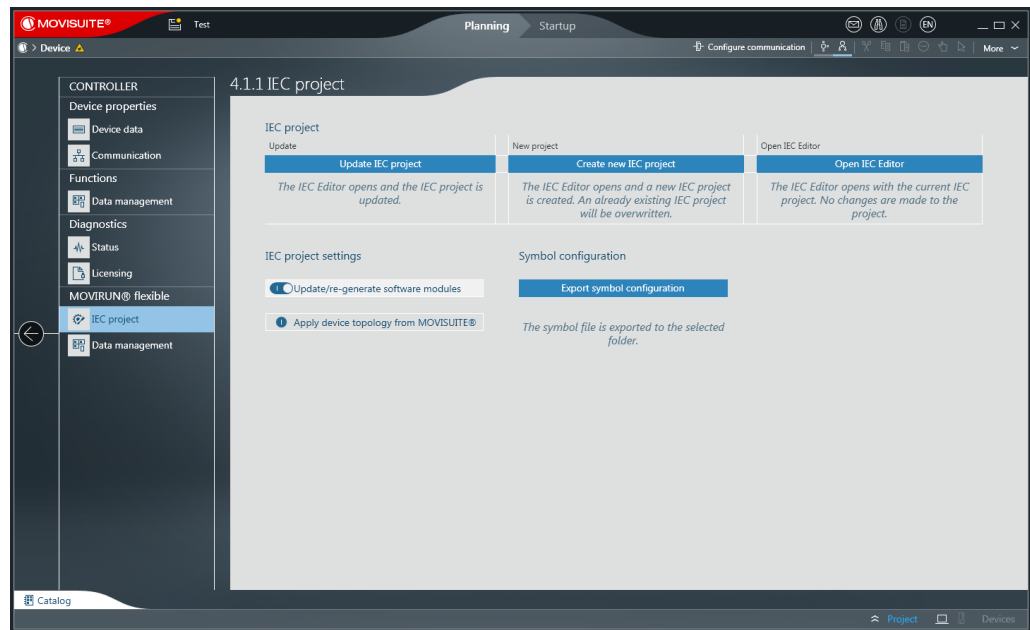 MOVISUITE®
Test
Planning
Startup
EN
> Device
Configure communication
More
CONTROLLER
Device properties
Device data
Communication
Functions
Data management
Diagnostics
Status
Licensing
MOVIRUN® flexible
IEC project
Data management
4.1.1 IEC project
IEC project
Update
New project
Open IEC Editor
Update IEC project
Create new IEC project
Open IEC Editor
The IEC Editor opens and the IEC project is
updated.
The IEC Editor opens and a new IEC project
is created. An already existing IEC project
will be overwritten.
The IEC Editor opens with the current IEC
project. No changes are made to the
project.
IEC project settings
Symbol configuration
Update/re-generate software modules
Export symbol configuration
Apply device topology from MOVISUITE®
The symbol file is exported to the selected
folder.
Catalog
Project
Devices